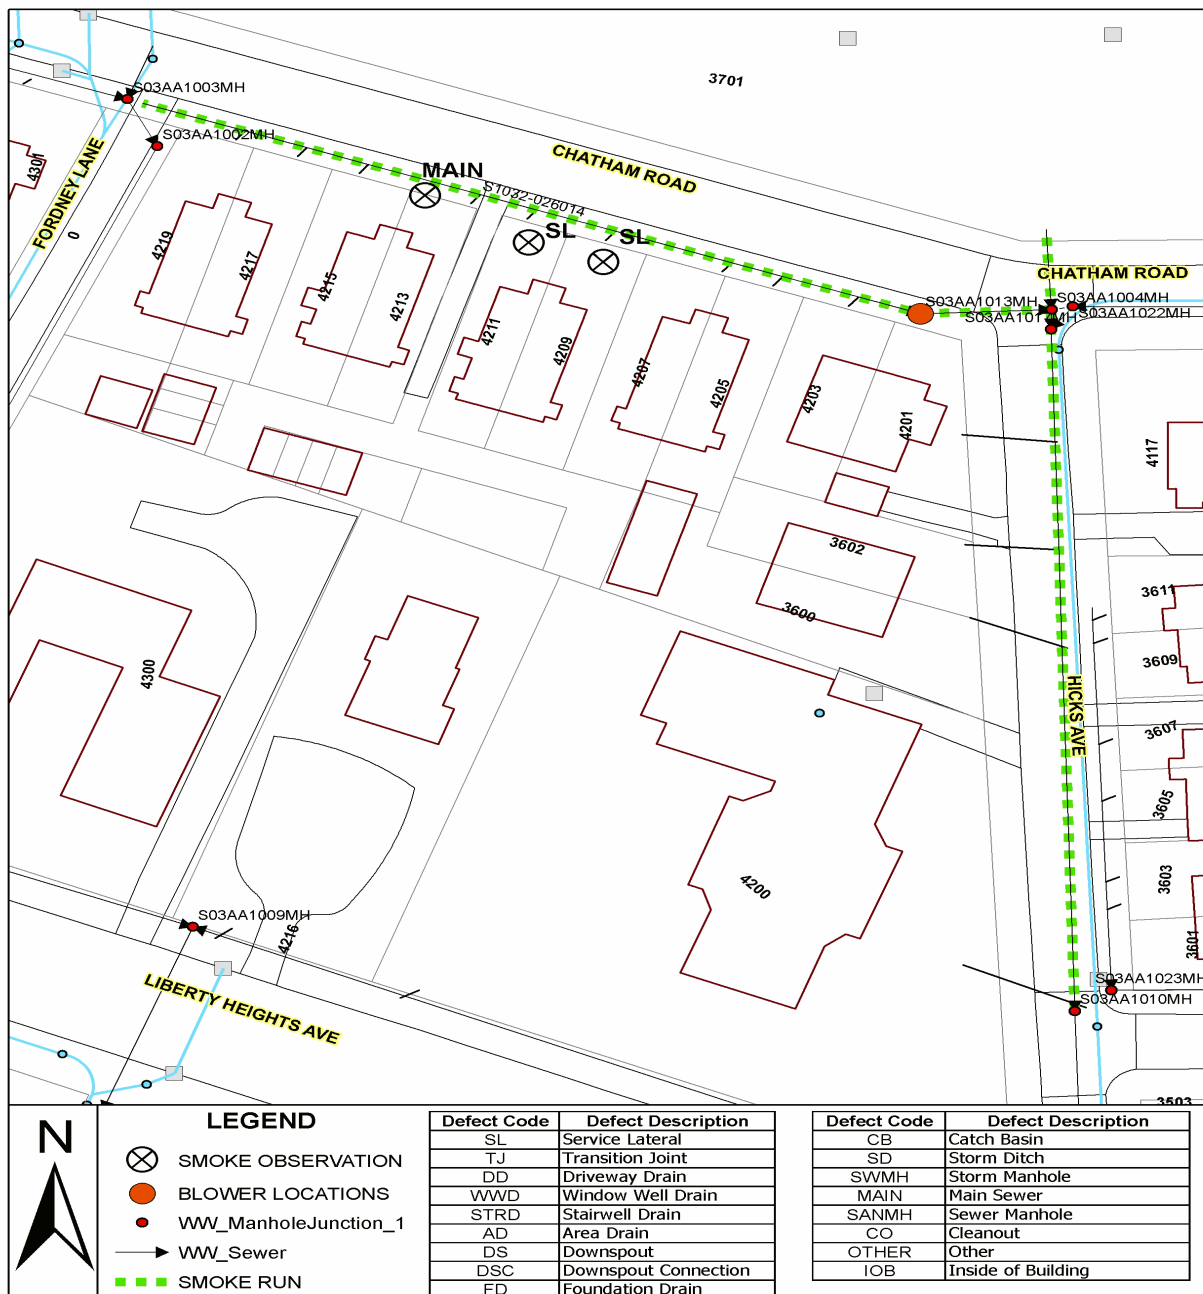 3701
S03AA1003MH
S03AA1002MH
4301
FORDNEY LANE
0
MAIN
CHATHAM ROAD
S1032-026014
SL
SL
4219
4217
4215
4213
4211
4209
4207
4205
4203
4201
CHATHAM ROAD
S03AA1013MH
S03AA1004MH
S03AA1022MH
4117
3602
3600
3611
3609
HICKS AVE
3607
3605
3603
3601
4300
4200
S03AA1009MH
4216
LIBERTY HEIGHTS AVE
S03AA1023MH
S03AA1010MH
3503
N
LEGEND
SMOKE OBSERVATION
BLOWER LOCATIONS
WW_ManholeJunction_1
WW_Sewer
SMOKE RUN
Defect Code Defect Description
SL Service Lateral
TJ Transition Joint
DD Driveway Drain
WWD Window Well Drain
STRD Stairwell Drain
AD Area Drain
DS Downspout
DSC Downspout Connection
FD Foundation Drain
Defect Code Defect Description
CB Catch Basin
SD Storm Ditch
SWMH Storm Manhole
MAIN Main Sewer
SANMH Sewer Manhole
CO Cleanout
OTHER Other
IOB Inside of Building